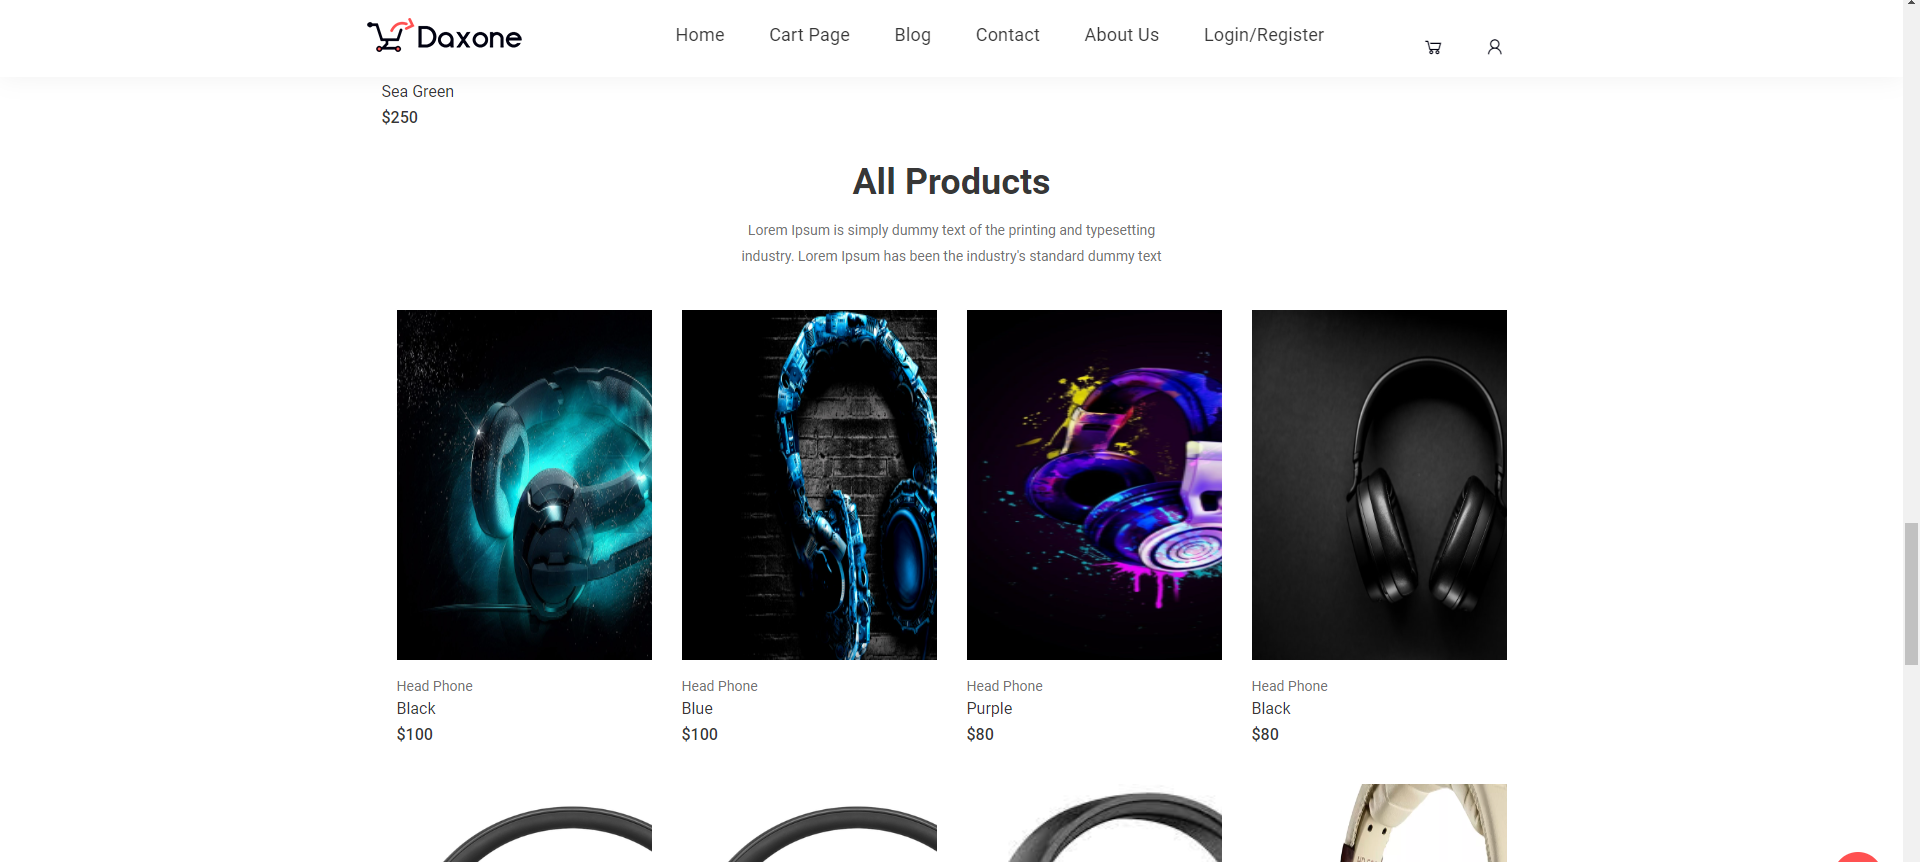 Daxone
Home Cart Page Blog Contact About Us Login/Register
Sea Green
$250
All Products
Lorem Ipsum is simply dummy text of the printing and typesetting
industry. Lorem Ipsum has been the industry's standard dummy text
Head Phone
Black
$100
Head Phone
Blue
$100
Head Phone
Purple
$80
Head Phone
Black
$80